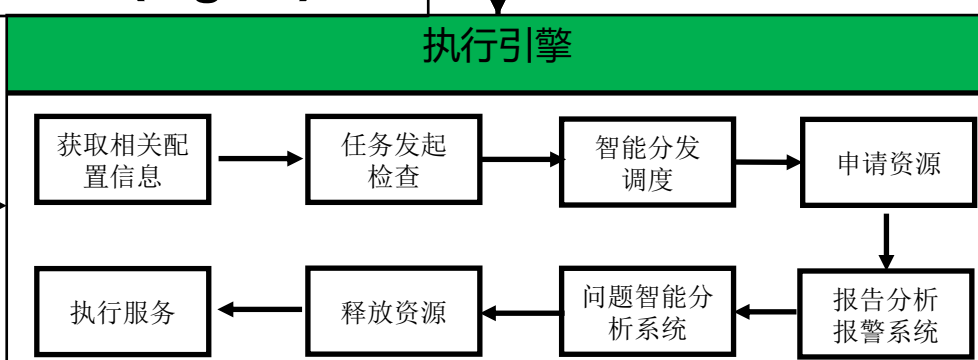 执行引擎
获取相关配
置信息
任务发起
检查
智能分发
调度
申请资源
执行服务
释放资源
问题智能分
析系统
报告分析
报警系统